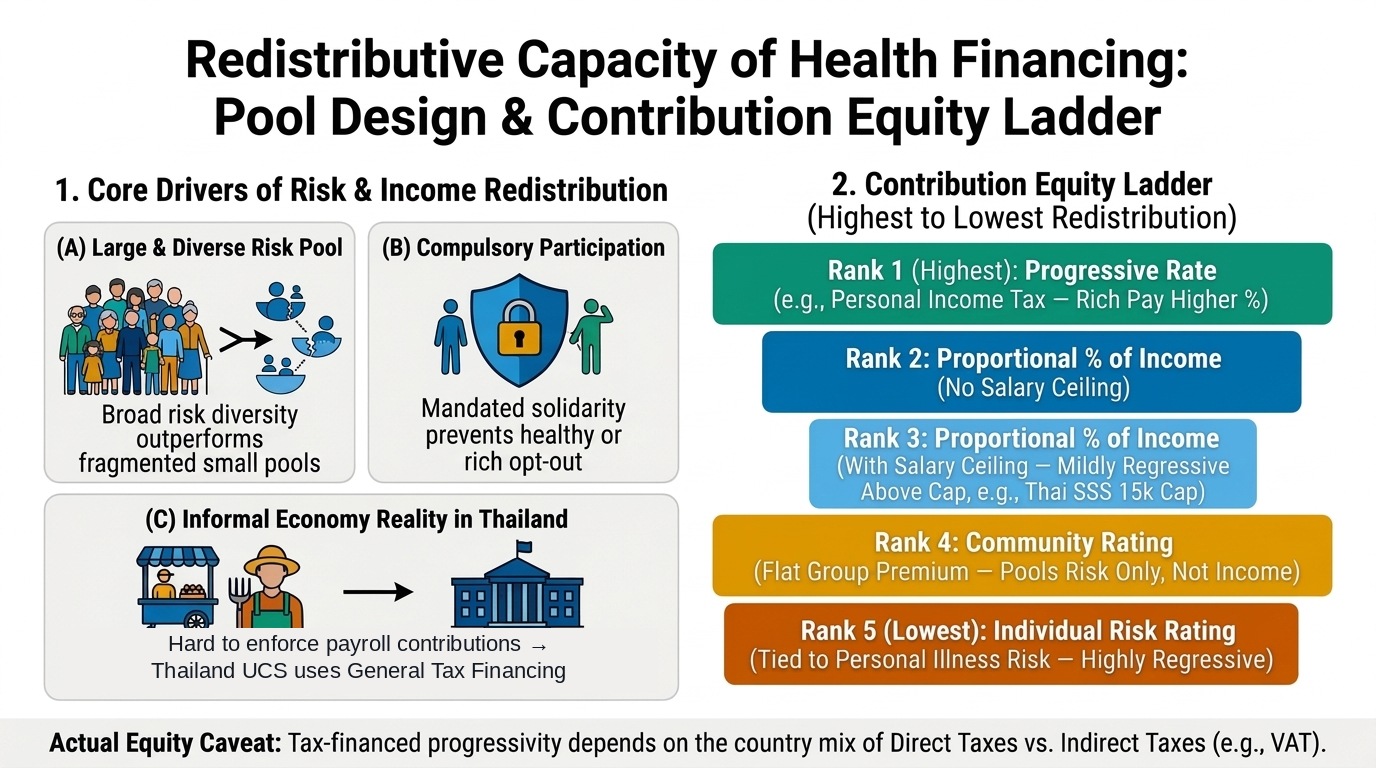 Redistributive Capacity of Health Financing:
Pool Design & Contribution Equity Ladder
1. Core Drivers of Risk & Income Redistribution
(A) Large & Diverse Risk Pool
Broad risk diversity
outperforms
fragmented small pools
(B) Compulsory Participation
Mandated solidarity
prevents healthy or
rich opt-out
(C) Informal Economy Reality in Thailand
Hard to enforce payroll contributions →
Thailand UCS uses General Tax Financing
2. Contribution Equity Ladder
(Highest to Lowest Redistribution)
Rank 1 (Highest): Progressive Rate
(e.g., Personal Income Tax — Rich Pay Higher %)
Rank 2: Proportional % of Income
(No Salary Ceiling)
Rank 3: Proportional % of Income
(With Salary Ceiling — Mildly Regressive
Above Cap, e.g., Thai SSS 15k Cap)
Rank 4: Community Rating
(Flat Group Premium — Pools Risk Only, Not Income)
Rank 5 (Lowest): Individual Risk Rating
(Tied to Personal Illness Risk — Highly Regressive)
Actual Equity Caveat: Tax-financed progressivity depends on the country mix of Direct Taxes vs. Indirect Taxes (e.g., VAT).